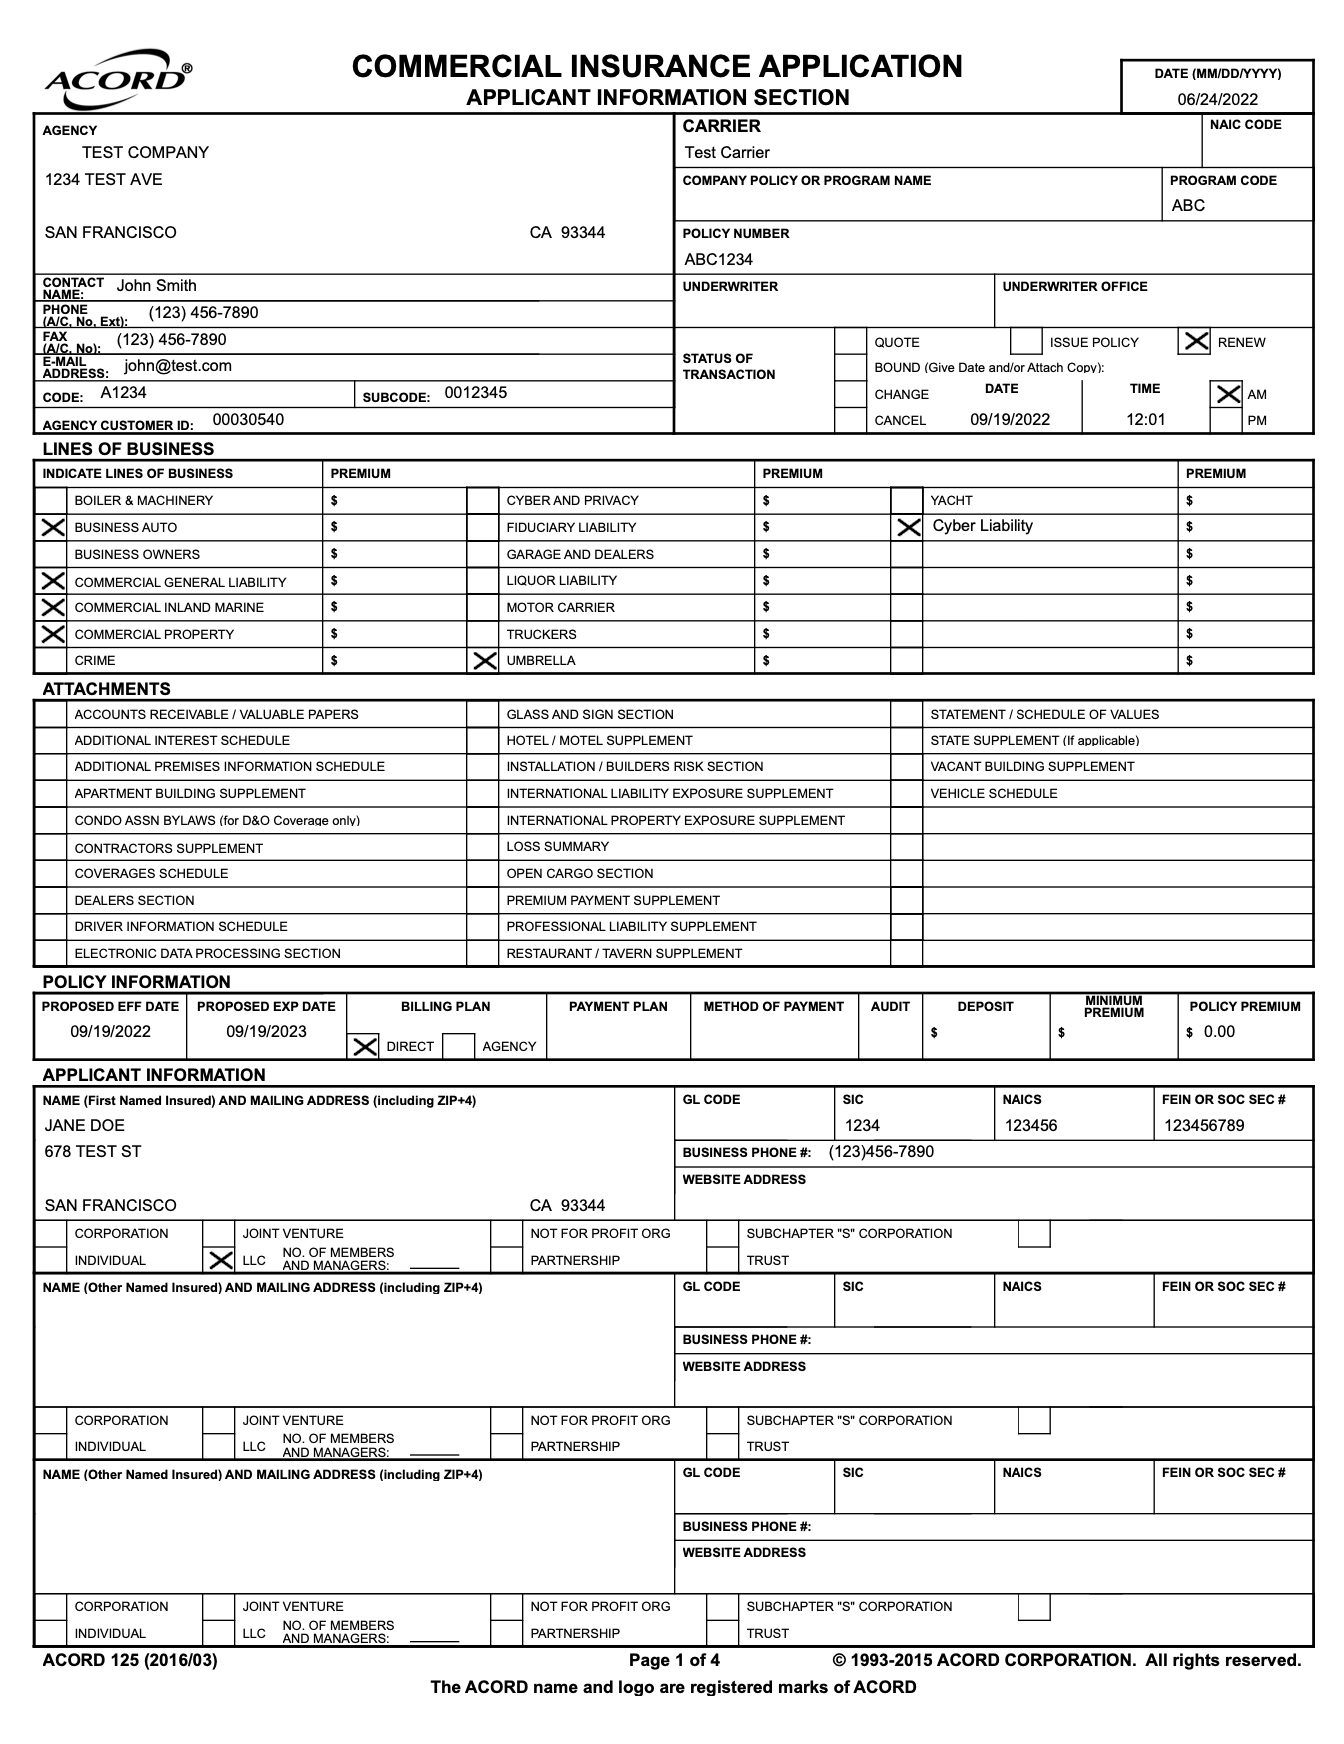 ACORD®
COMMERCIAL INSURANCE APPLICATION
APPLICANT INFORMATION SECTION
DATE (MM/DD/YYYY)
06/24/2022
AGENCY
TEST COMPANY
1234 TEST AVE
SAN FRANCISCO CA 93344
CARRIER
Test Carrier
NAIC CODE
COMPANY POLICY OR PROGRAM NAME
PROGRAM CODE
ABC
POLICY NUMBER
ABC1234
CONTACT NAME: John Smith
PHONE (A/C, No, Ext): (123) 456-7890
FAX (A/C, No): (123) 456-7890
E-MAIL ADDRESS: john@test.com
CODE: A1234 SUBCODE: 0012345
AGENCY CUSTOMER ID: 00030540
UNDERWRITER UNDERWRITER OFFICE
STATUS OF TRANSACTION
QUOTE ISSUE POLICY X RENEW
BOUND (Give Date and/or Attach Copy):
CHANGE DATE TIME X AM
CANCEL 09/19/2022 12:01 PM
LINES OF BUSINESS
INDICATE LINES OF BUSINESS PREMIUM PREMIUM PREMIUM
BOILER & MACHINERY $ CYBER AND PRIVACY $ YACHT $
X BUSINESS AUTO $ FIDUCIARY LIABILITY $ X Cyber Liability $
BUSINESS OWNERS $ GARAGE AND DEALERS $ $
X COMMERCIAL GENERAL LIABILITY $ LIQUOR LIABILITY $ $
X COMMERCIAL INLAND MARINE $ MOTOR CARRIER $ $
X COMMERCIAL PROPERTY $ TRUCKERS $ $
CRIME $ X UMBRELLA $ $
ATTACHMENTS
ACCOUNTS RECEIVABLE / VALUABLE PAPERS GLASS AND SIGN SECTION STATEMENT / SCHEDULE OF VALUES
ADDITIONAL INTEREST SCHEDULE HOTEL / MOTEL SUPPLEMENT STATE SUPPLEMENT (If applicable)
ADDITIONAL PREMISES INFORMATION SCHEDULE INSTALLATION / BUILDERS RISK SECTION VACANT BUILDING SUPPLEMENT
APARTMENT BUILDING SUPPLEMENT INTERNATIONAL LIABILITY EXPOSURE SUPPLEMENT VEHICLE SCHEDULE
CONDO ASSN BYLAWS (for D&O Coverage only) INTERNATIONAL PROPERTY EXPOSURE SUPPLEMENT
CONTRACTORS SUPPLEMENT LOSS SUMMARY
COVERAGES SCHEDULE OPEN CARGO SECTION
DEALERS SECTION PREMIUM PAYMENT SUPPLEMENT
DRIVER INFORMATION SCHEDULE PROFESSIONAL LIABILITY SUPPLEMENT
ELECTRONIC DATA PROCESSING SECTION RESTAURANT / TAVERN SUPPLEMENT
POLICY INFORMATION
PROPOSED EFF DATE PROPOSED EXP DATE BILLING PLAN PAYMENT PLAN METHOD OF PAYMENT AUDIT DEPOSIT MINIMUM PREMIUM POLICY PREMIUM
09/19/2022 09/19/2023 X DIRECT AGENCY $ $ $ 0.00
APPLICANT INFORMATION
NAME (First Named Insured) AND MAILING ADDRESS (including ZIP+4)
JANE DOE
678 TEST ST
SAN FRANCISCO CA 93344
GL CODE SIC NAICS FEIN OR SOC SEC #
1234 123456 123456789
BUSINESS PHONE #: (123)456-7890
WEBSITE ADDRESS
CORPORATION JOINT VENTURE NOT FOR PROFIT ORG SUBCHAPTER "S" CORPORATION
INDIVIDUAL X LLC NO. OF MEMBERS AND MANAGERS: PARTNERSHIP TRUST
NAME (Other Named Insured) AND MAILING ADDRESS (including ZIP+4)
GL CODE SIC NAICS FEIN OR SOC SEC #
BUSINESS PHONE #:
WEBSITE ADDRESS
CORPORATION JOINT VENTURE NOT FOR PROFIT ORG SUBCHAPTER "S" CORPORATION
INDIVIDUAL LLC NO. OF MEMBERS AND MANAGERS: PARTNERSHIP TRUST
NAME (Other Named Insured) AND MAILING ADDRESS (including ZIP+4)
GL CODE SIC NAICS FEIN OR SOC SEC #
BUSINESS PHONE #:
WEBSITE ADDRESS
CORPORATION JOINT VENTURE NOT FOR PROFIT ORG SUBCHAPTER "S" CORPORATION
INDIVIDUAL LLC NO. OF MEMBERS AND MANAGERS: PARTNERSHIP TRUST
ACORD 125 (2016/03) Page 1 of 4 © 1993-2015 ACORD CORPORATION. All rights reserved.
The ACORD name and logo are registered marks of ACORD